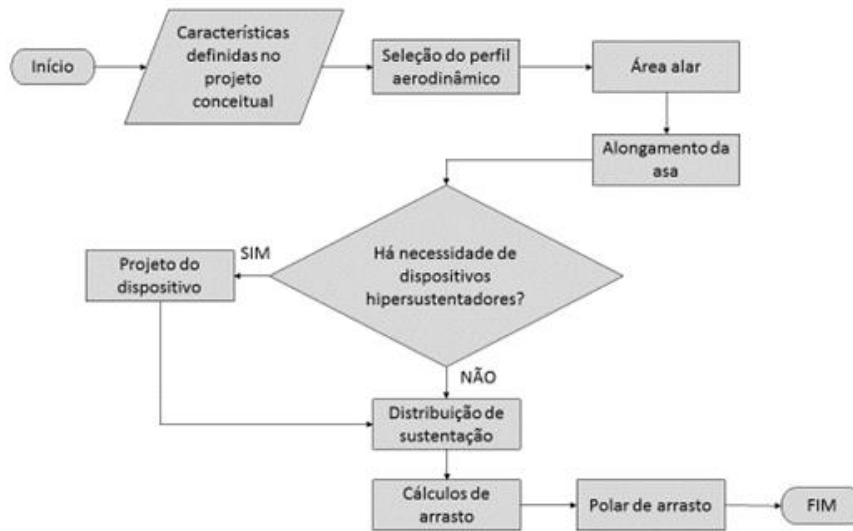 Início
Características
definidas no
projeto
conceitual
Seleção do perfil
aerodinâmico
Área alar
Alongamento da
asa
Há necessidade de
dispositivos
hipersustentadores?
SIM
Projeto do
dispositivo
NÃO
Distribuição de
sustentação
Cálculos de
arrasto
Polar de arrasto
FIM